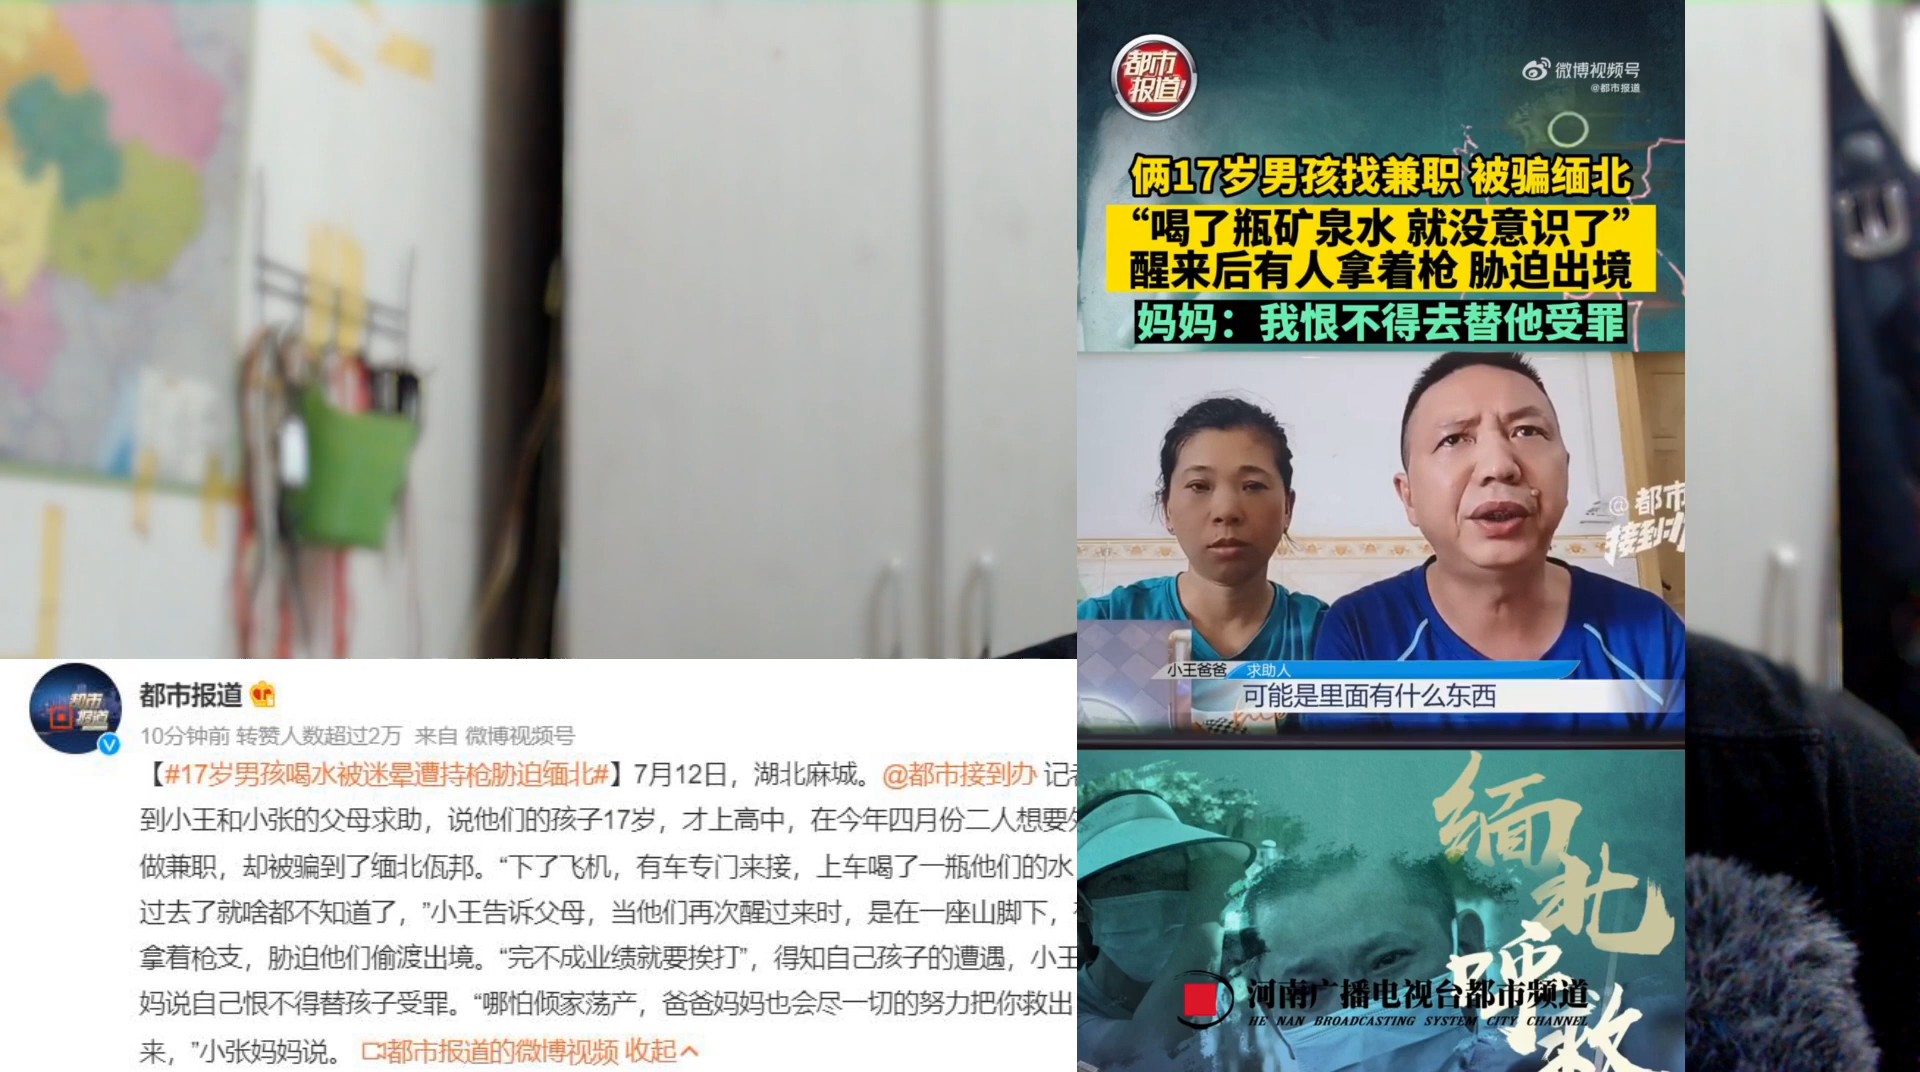 都市报道
微博视频号
@都市报道
俩17岁男孩找兼职 被骗缅北
“喝了瓶矿泉水 就没意识了”
醒来后有人拿着枪 胁迫出境
妈妈：我恨不得去替他受罪
@都市
接到办
小王爸爸 求助人
可能是里面有什么东西
缅北
河南广播电视台都市频道
HE NAN BROADCASTING SYSTEM CITY CHANNEL
都市报道
都市报道
10分钟前 转赞人数超过2万 来自 微博视频号
【#17岁男孩喝水被迷晕遭持枪胁迫缅北#】7月12日，湖北麻城。@都市接到办 记者
到小王和小张的父母求助，说他们的孩子17岁，才上高中，在今年四月份二人想要外
做兼职，却被骗到了缅北佤邦。“下了飞机，有车专门来接，上车喝了一瓶他们的水
过去了就啥都不知道了，”小王告诉父母，当他们再次醒过来时，是在一座山脚下，
拿着枪支，胁迫他们偷渡出境。“完不成业绩就要挨打”，得知自己孩子的遭遇，小王
妈说自己恨不得替孩子受罪。“哪怕倾家荡产，爸爸妈妈也会尽一切的努力把你救出
来，”小张妈妈说。 都市报道的微博视频 收起